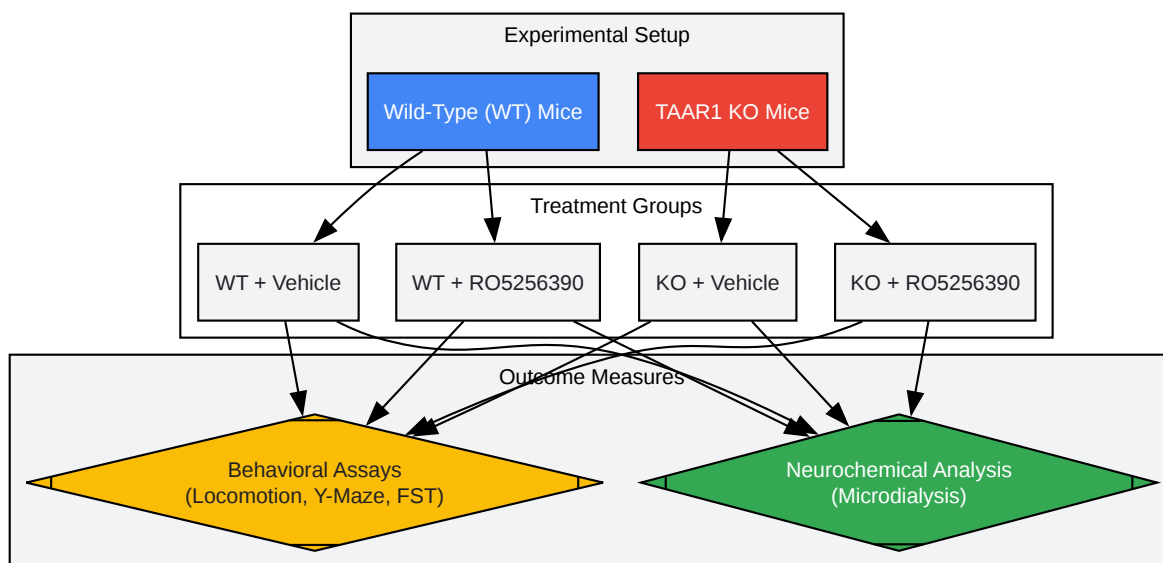 Experimental Setup
Wild-Type (WT) Mice
TAAR1 KO Mice
Treatment Groups
WT + Vehicle
WT + RO5256390
KO + Vehicle
KO + RO5256390
Outcome Measures
Behavioral Assays
(Locomotion, Y-Maze, FST)
Neurochemical Analysis
(Microdialysis)